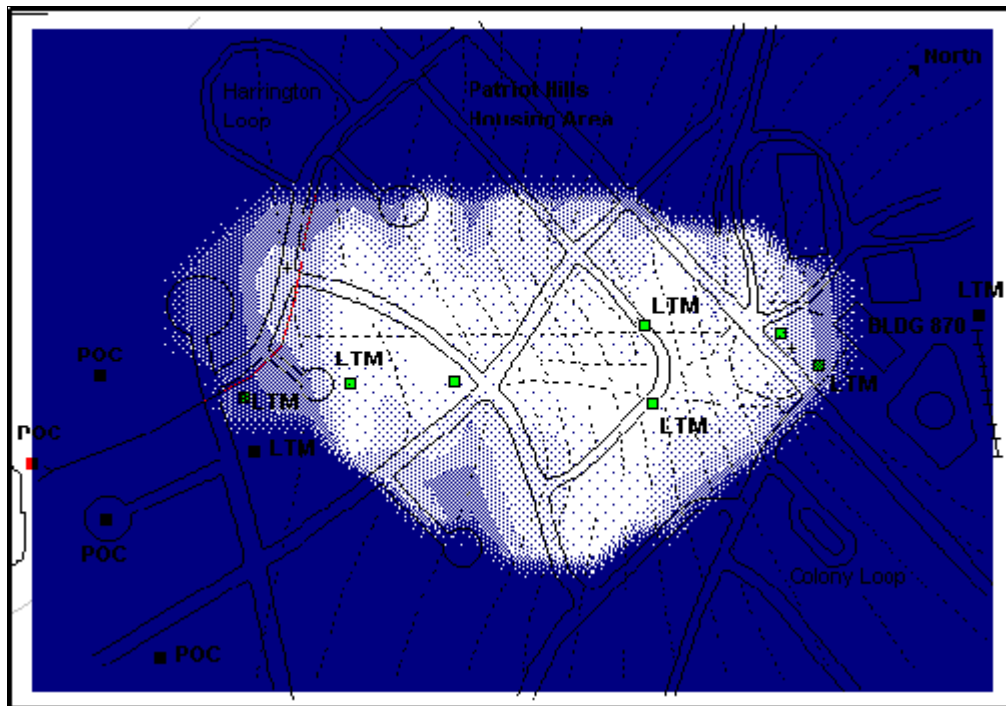 North
Harrington
Loop
Patriot Hills
Housing Area
LTM
LTM
BLDG 870
POC
LTM
LTM
LTM
LTM
POC
LTM
POC
Colony Loop
POC